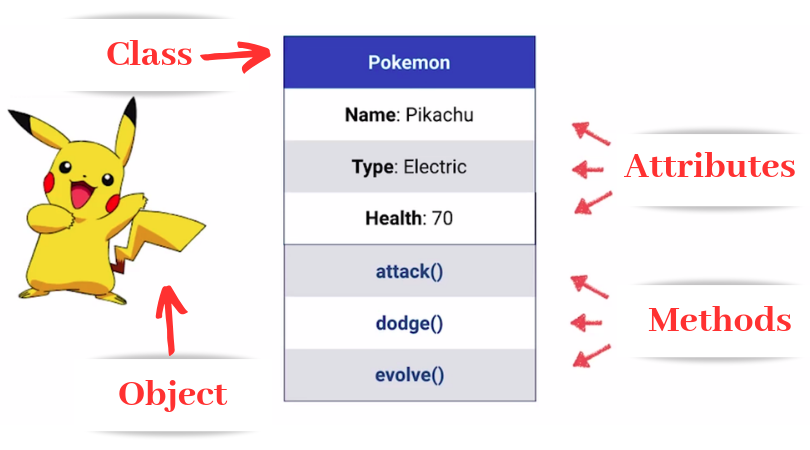 Class
Pokemon
Name: Pikachu
Type: Electric
Health: 70
Attributes
attack()
dodge()
evolve()
Methods
Object